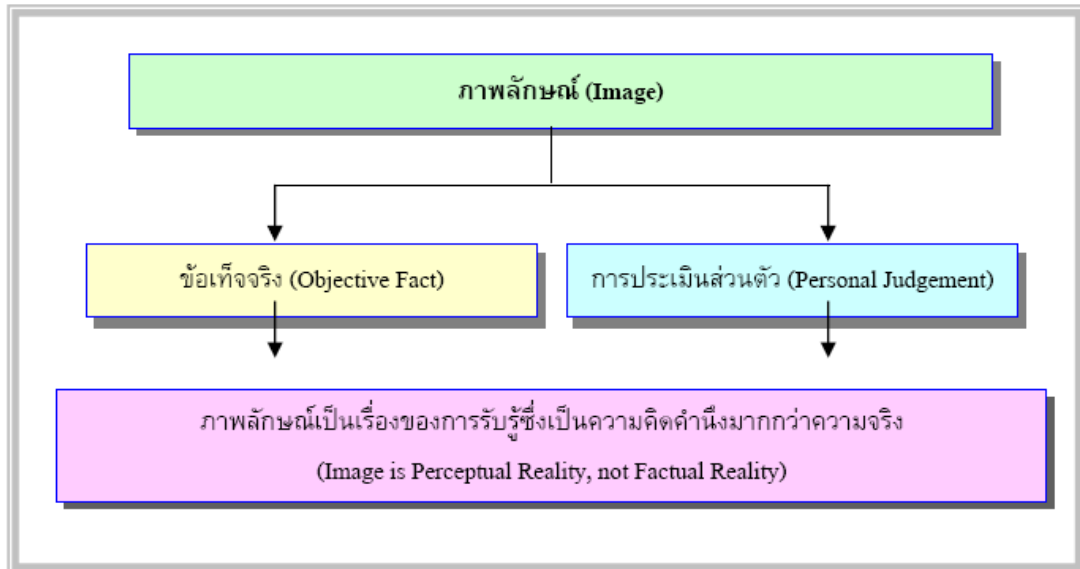 ภาพลักษณ์ (Image)
ข้อเท็จจริง (Objective Fact)
การประเมินส่วนตัว (Personal Judgement)
ภาพลักษณ์เป็นเรื่องของการรับรู้ซึ่งเป็นความคิดคำนึงมากกว่าความจริง
(Image is Perceptual Reality, not Factual Reality)